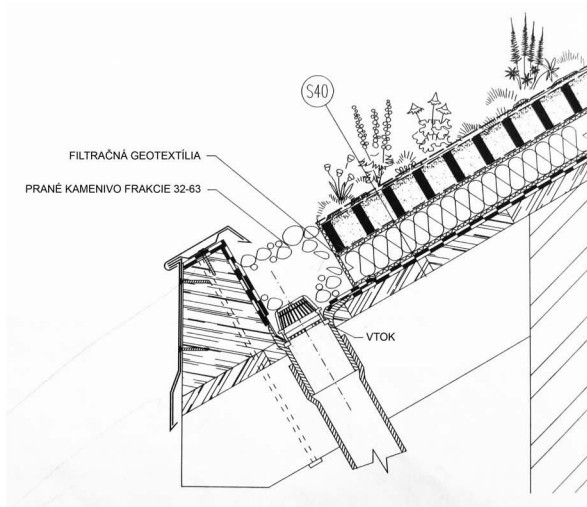 S40
FILTRAČNÁ GEOTEXTÍLIA
PRANÉ KAMENIVO FRAKCIE 32-63
VTOK